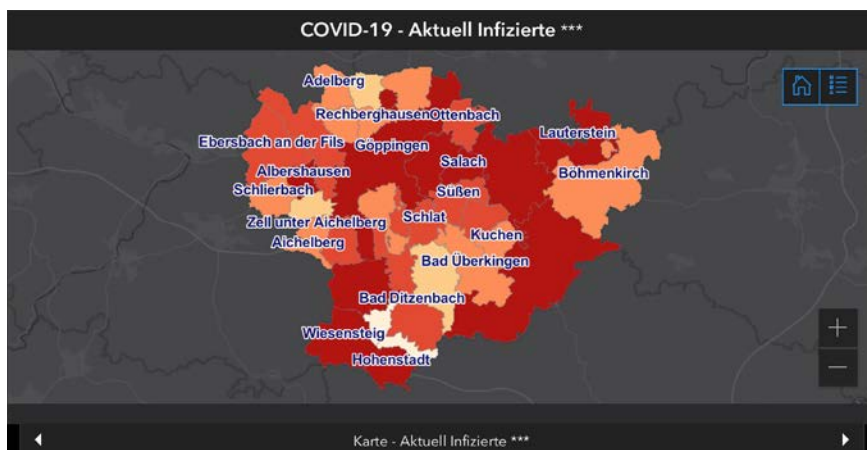 COVID-19 - Aktuell Infizierte ***
Adelberg
Rechberghausen
Ottenbach
Lauterstein
Ebersbach an der Fils
Göppingen
Salach
Albershausen
Böhmenkirch
Schlierbach
Süßen
Zell unter Aichelberg
Schlat
Aichelberg
Kuchen
Bad Überkingen
Bad Ditzenbach
Wiesensteig
Hohenstadt
Karte - Aktuell Infizierte ***